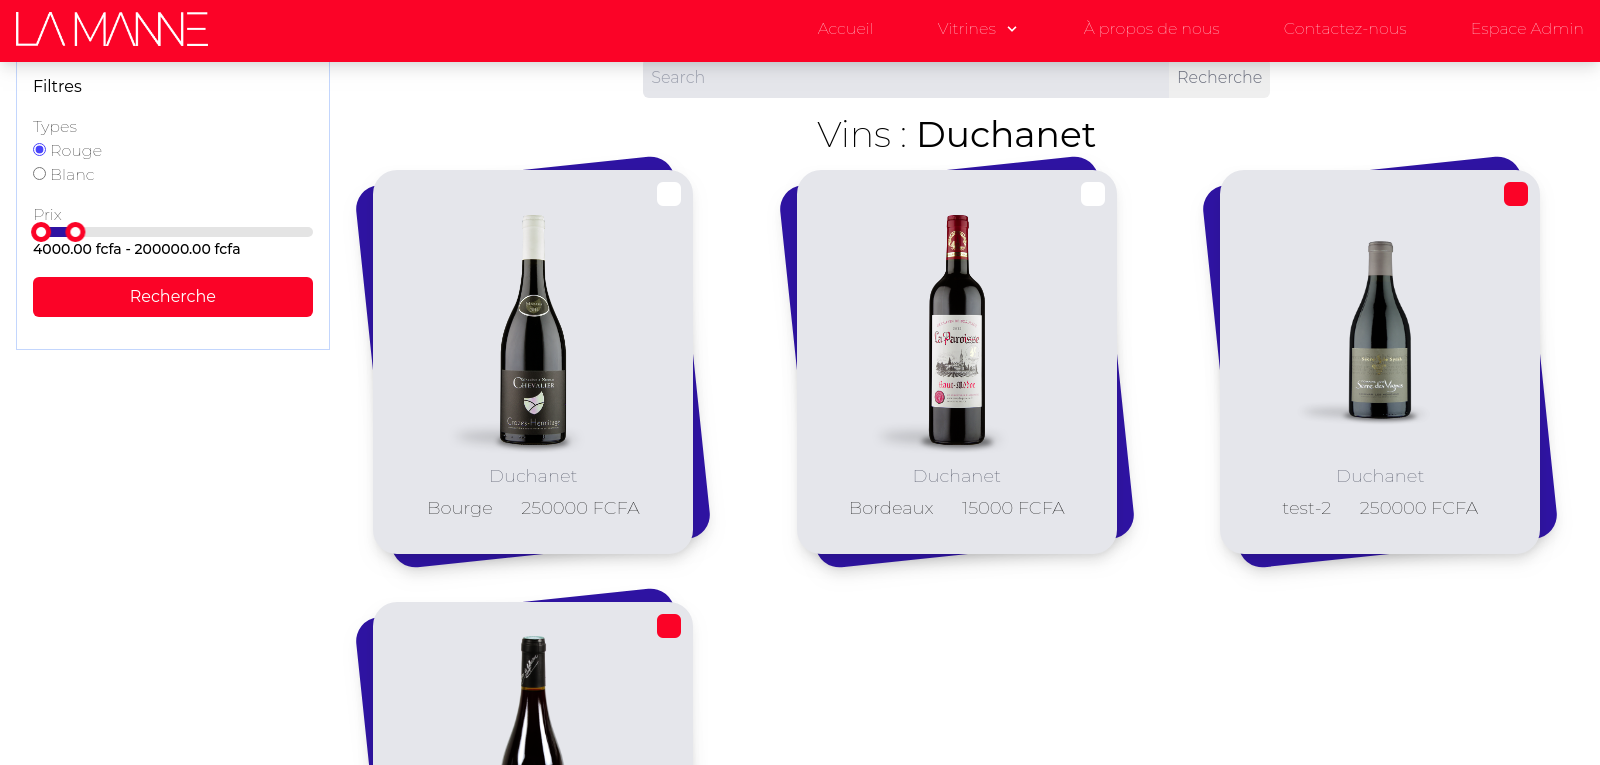 LA MANNE
Accueil
Vitrines
À propos de nous
Contactez-nous
Espace Admin
Filtres
Types
Rouge
Blanc
Prix
4000.00 fcfa - 200000.00 fcfa
Recherche
Search
Recherche
Vins : Duchanet
CHEVALIER
Crozes-Hermitage
Duchanet
Bourge 250000 FCFA
La Paroisse
Haut-Médoc
Duchanet
Bordeaux 15000 FCFA
Duchanet
test-2 250000 FCFA